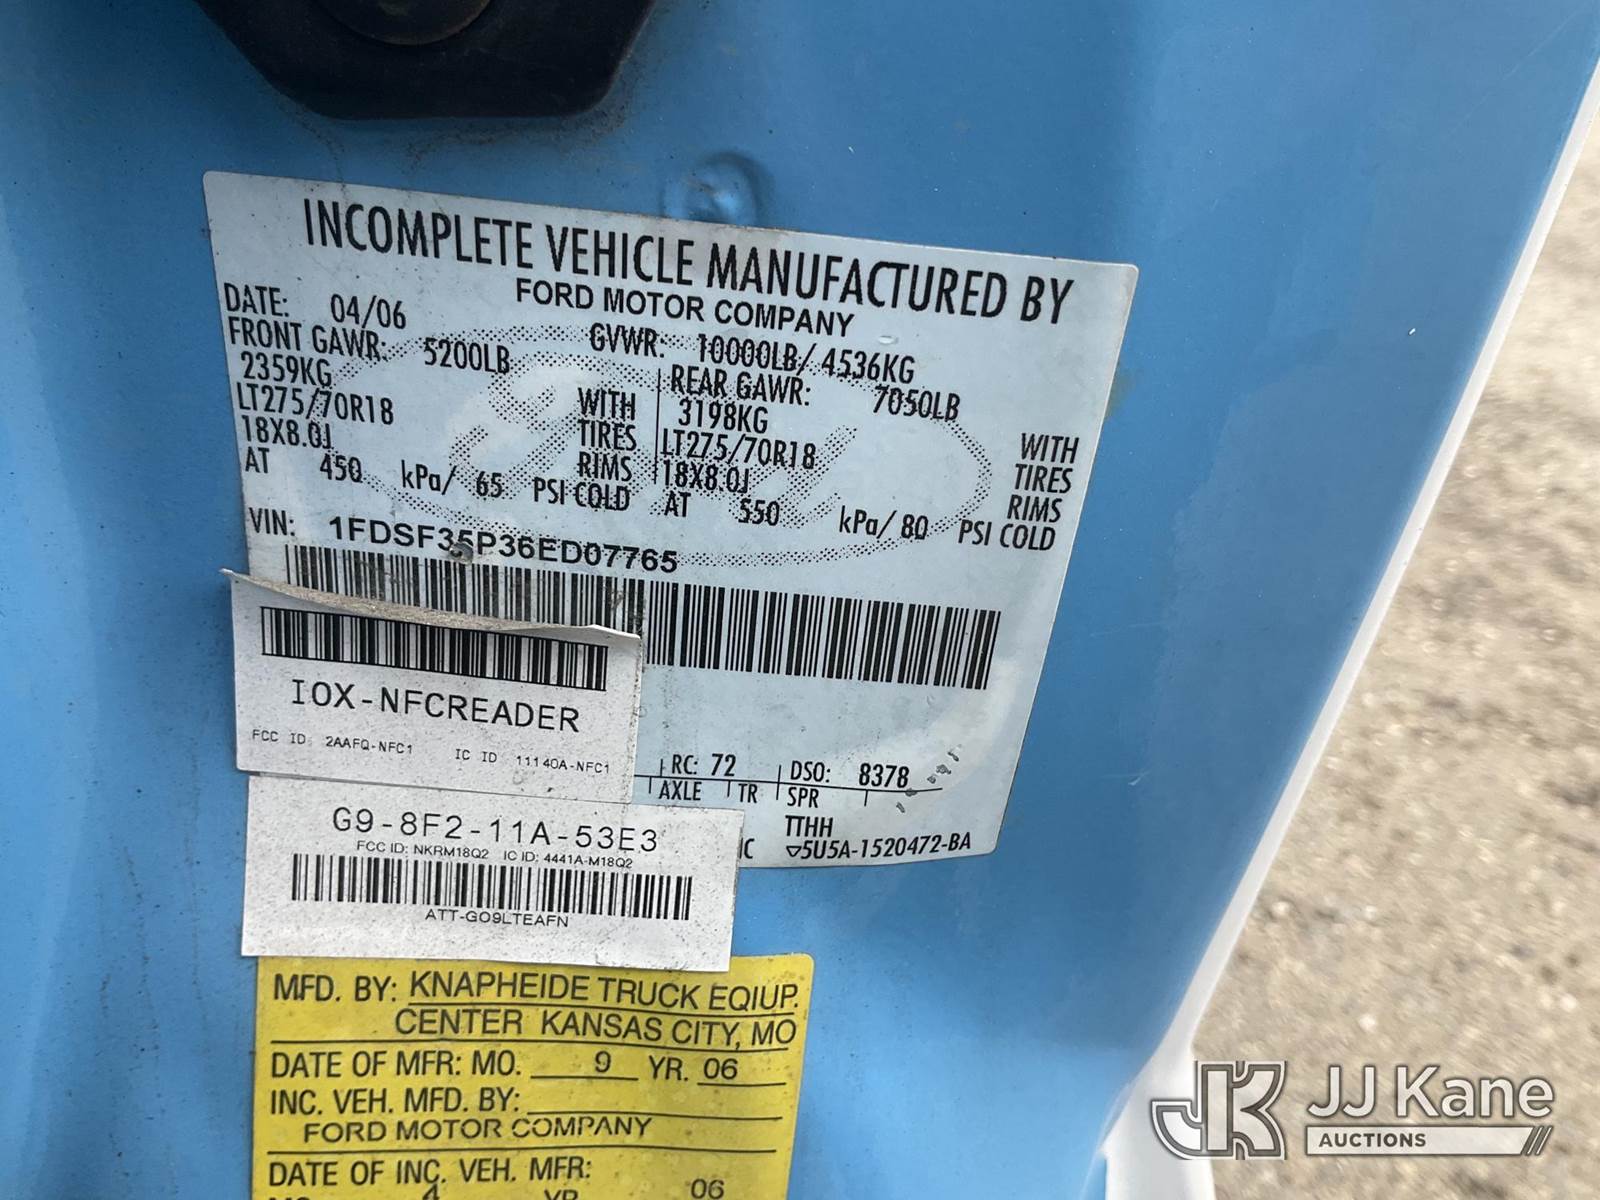 INCOMPLETE VEHICLE MANUFACTURED BY
FORD MOTOR COMPANY
DATE: 04/06 GVWR: 10000LB/ 4536KG
FRONT GAWR: 5200LB REAR GAWR: 7050LB
2359KG WITH 3198KG WITH
LT275/70R18 TIRES LT275/70R18 TIRES
18X8.0J RIMS 18X8.0J RIMS
AT 450 kPa/ 65 PSI COLD AT 550 kPa/ 80 PSI COLD
VIN: 1FDSF35P36ED07765
IOX-NFCREADER
FCC ID: 2AAFQ-NFC1 IC ID 11140A-NFC1
RC: 72 DSO: 8378
AXLE TR SPR
TTHH
5U5A-1520472-BA
G9-8F2-11A-53E3
FCC ID: NKRM18Q2 IC ID: 4441A-M18Q2
ATT-GO9LTEAFN
MFD. BY: KNAPHEIDE TRUCK EQIUP.
CENTER KANSAS CITY, MO
DATE OF MFR: MO. 9 YR. 06
INC. VEH. MFD. BY:
FORD MOTOR COMPANY
DATE OF INC. VEH. MFR:
MO. 4 YR. 06
JJ Kane
AUCTIONS